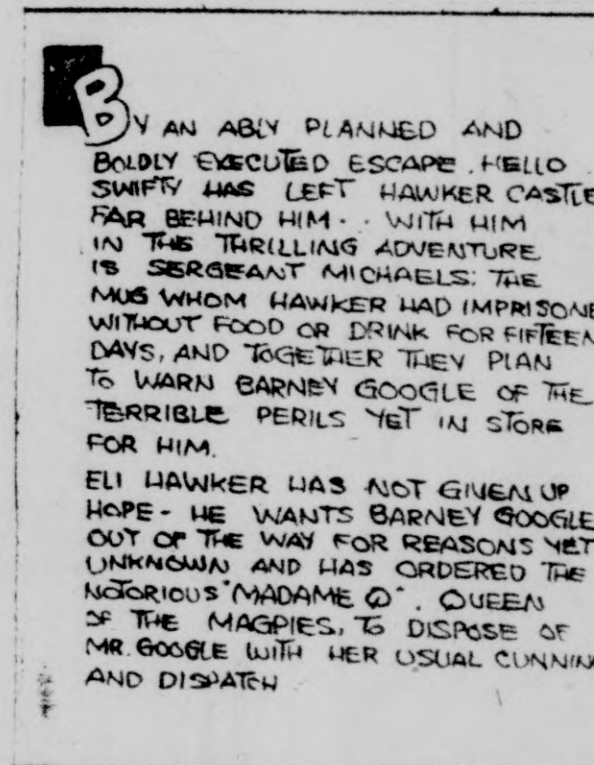 BY AN ABLY PLANNED AND
BOLDLY EXECUTED ESCAPE. HELLO
SWIFTY HAS LEFT HAWKER CASTLE
FAR BEHIND HIM - - WITH HIM
IN THE THRILLING ADVENTURE
IS SERGEANT MICHAELS: THE
MUG WHOM HAWKER HAD IMPRISONE
WITHOUT FOOD OR DRINK FOR FIFTEEN
DAYS, AND TOGETHER THEY PLAN
TO WARN BARNEY GOOGLE OF THE
TERRIBLE PERILS YET IN STORE
FOR HIM.
ELI HAWKER HAS NOT GIVEN UP
HOPE - HE WANTS BARNEY GOOGLE
OUT OF THE WAY FOR REASONS YET
UNKNOWN AND HAS ORDERED THE
NOTORIOUS "MADAME Q". QUEEN
OF THE MAGPIES, TO DISPOSE OF
MR. GOOGLE WITH HER USUAL CUNNIN
AND DISPATCH